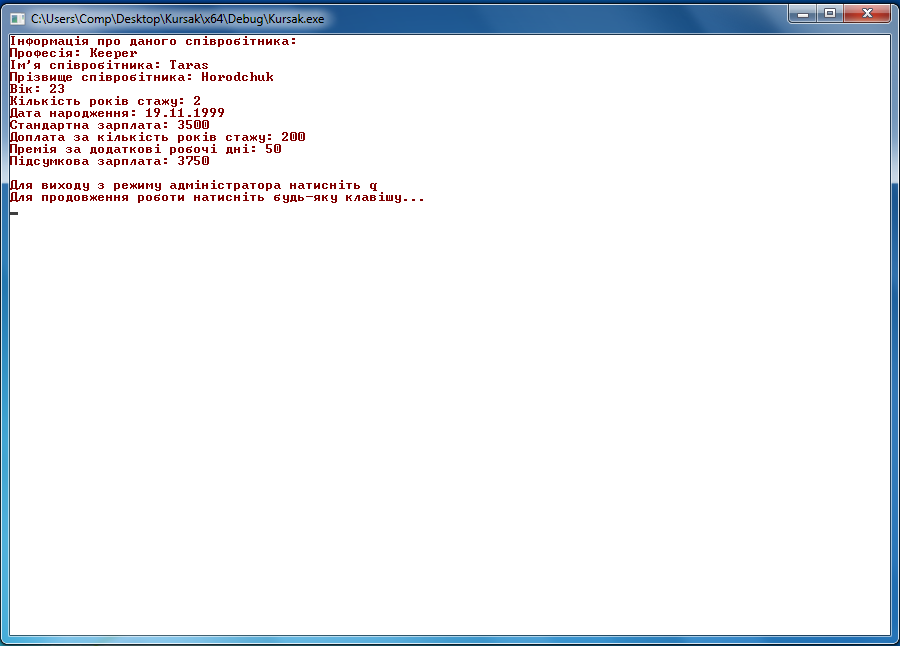 C:\Users\Comp\Desktop\Kursak\x64\Debug\Kursak.exe
Інформація про даного співробітника:
Професія: Keeper
Ім'я співробітника: Taras
Прізвище співробітника: Horodchuk
Вік: 23
Кількість років стажу: 2
Дата народження: 19.11.1999
Стандартна зарплата: 3500
Доплата за кількість років стажу: 200
Премія за додаткові робочі дні: 50
Підсумкова зарплата: 3750
Для виходу з режиму адміністратора натисніть q
Для продовження роботи натисніть будь-яку клавішу...